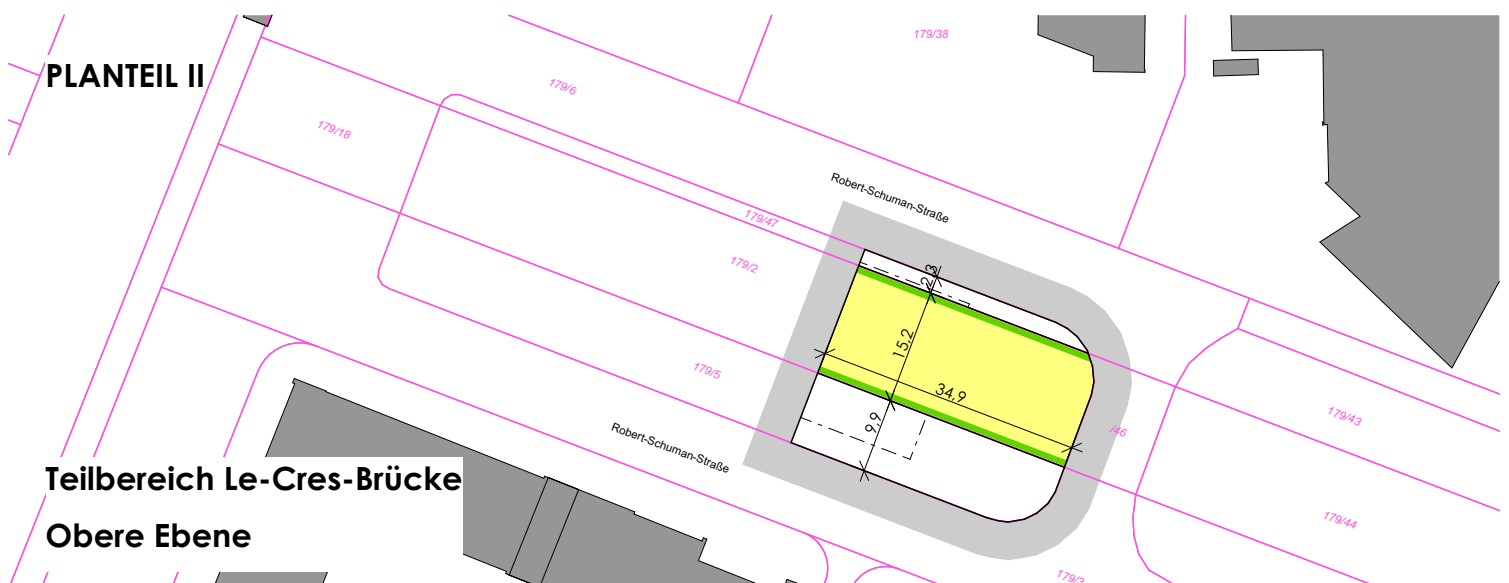 179/38
PLANTEIL II
179/6
179/18
Robert-Schuman-Straße
179/47
179/2
2,3
15,2
179/5
34,9
9,9
/46
179/43
Robert-Schuman-Straße
Teilbereich Le-Cres-Brücke
179/44
Obere Ebene
179/3